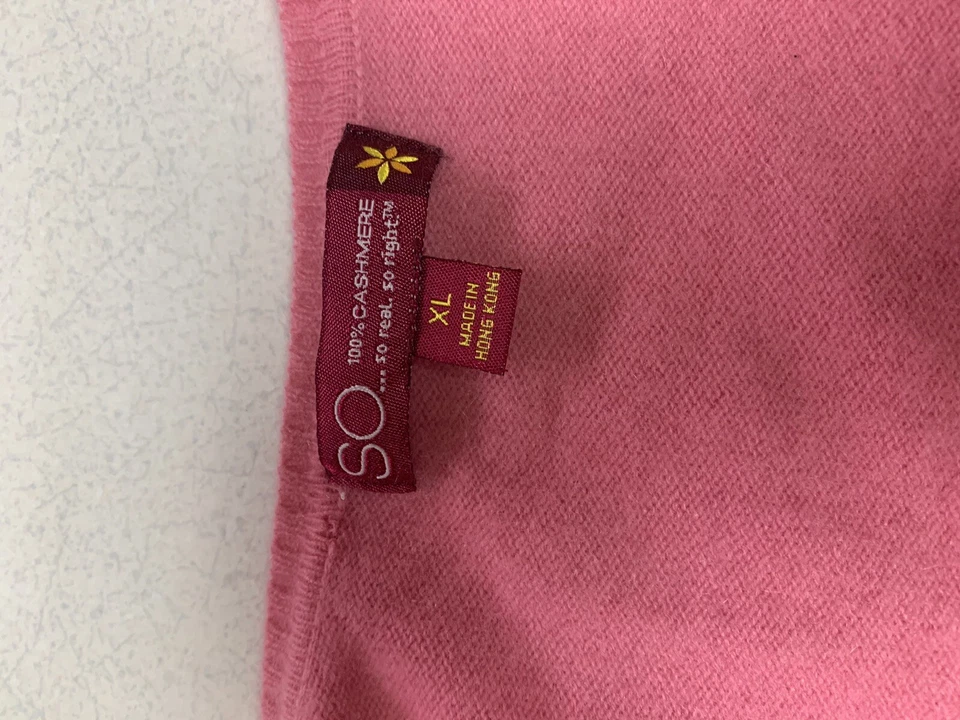 SO 100% CASHMERE
... so real. so right.™
XL
MADE IN
HONG KONG